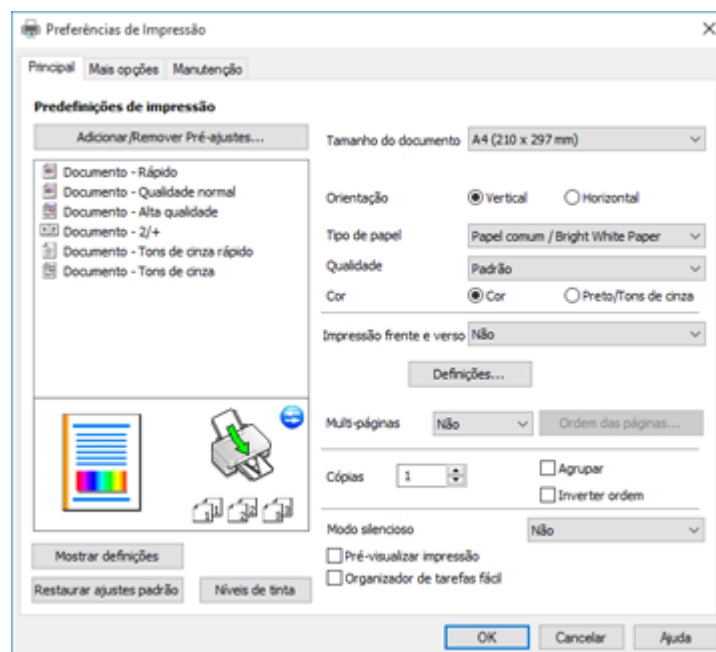 Preferências de Impressão
Principal Mais opções Manutenção
Predefinições de impressão
Adicionar/Remover Pré-ajustes...
Documento - Rápido
Documento - Qualidade normal
Documento - Alta qualidade
Documento - 2/+
Documento - Tons de cinza rápido
Documento - Tons de cinza
Mostrar definições
Restaurar ajustes padrão Níveis de tinta
Tamanho do documento A4 (210 x 297 mm)
Orientação Vertical Horizontal
Tipo de papel Papel comum / Bright White Paper
Qualidade Padrão
Cor Cor Preto/Tons de cinza
Impressão frente e verso Não
Definições...
Multi-páginas Não Ordem das páginas...
Cópias 1 Agrupar
Inverter ordem
Modo silencioso Não
Pré-visualizar impressão
Organizador de tarefas fácil
OK Cancelar Ajuda